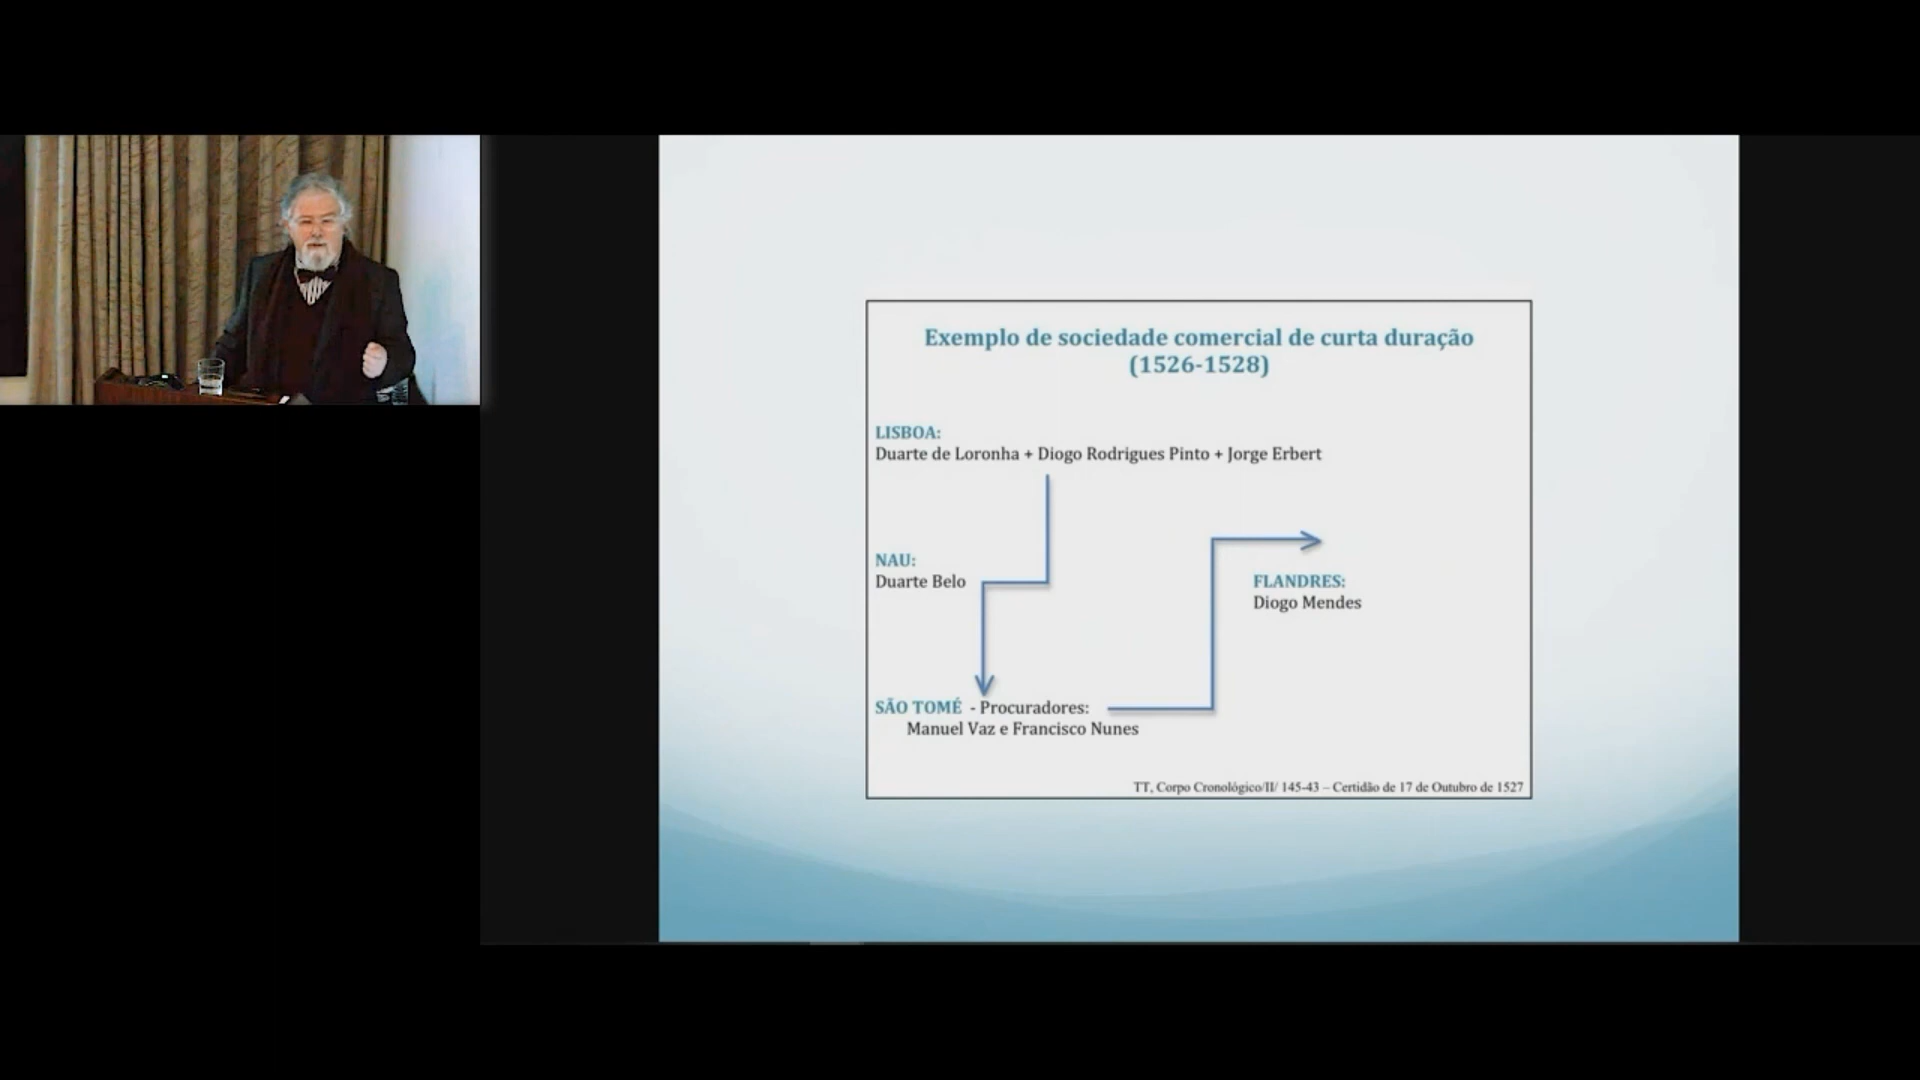 Exemplo de sociedade comercial de curta duração
(1526-1528)
LISBOA:
Duarte de Loronha + Diogo Rodrigues Pinto + Jorge Erbert
NAU:
Duarte Belo
FLANDRES:
Diogo Mendes
SÃO TOMÉ - Procuradores:
Manuel Vaz e Francisco Nunes
TT, Corpo Cronológico/II/ 145-43 – Certidão de 17 de Outubro de 1527